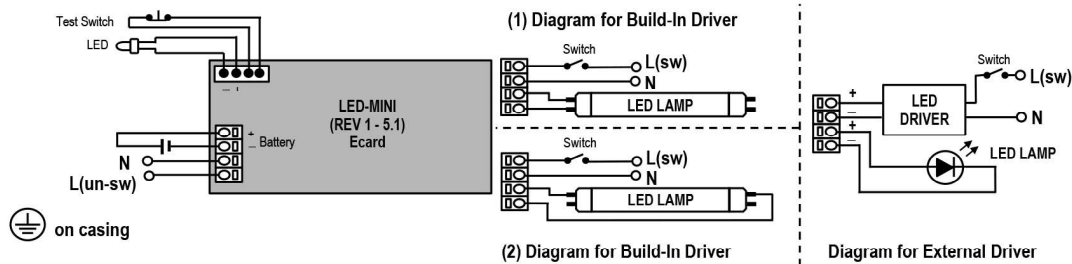 Test Switch
LED
— +
LED-MINI
(REV 1 - 5.1)
Ecard
+
— Battery
N
L(un-sw)
on casing
(1) Diagram for Build-In Driver
Switch
L(sw)
N
LED LAMP
Switch
L(sw)
N
LED LAMP
(2) Diagram for Build-In Driver
Switch
L(sw)
+
—
+
—
LED
DRIVER
N
LED LAMP
Diagram for External Driver